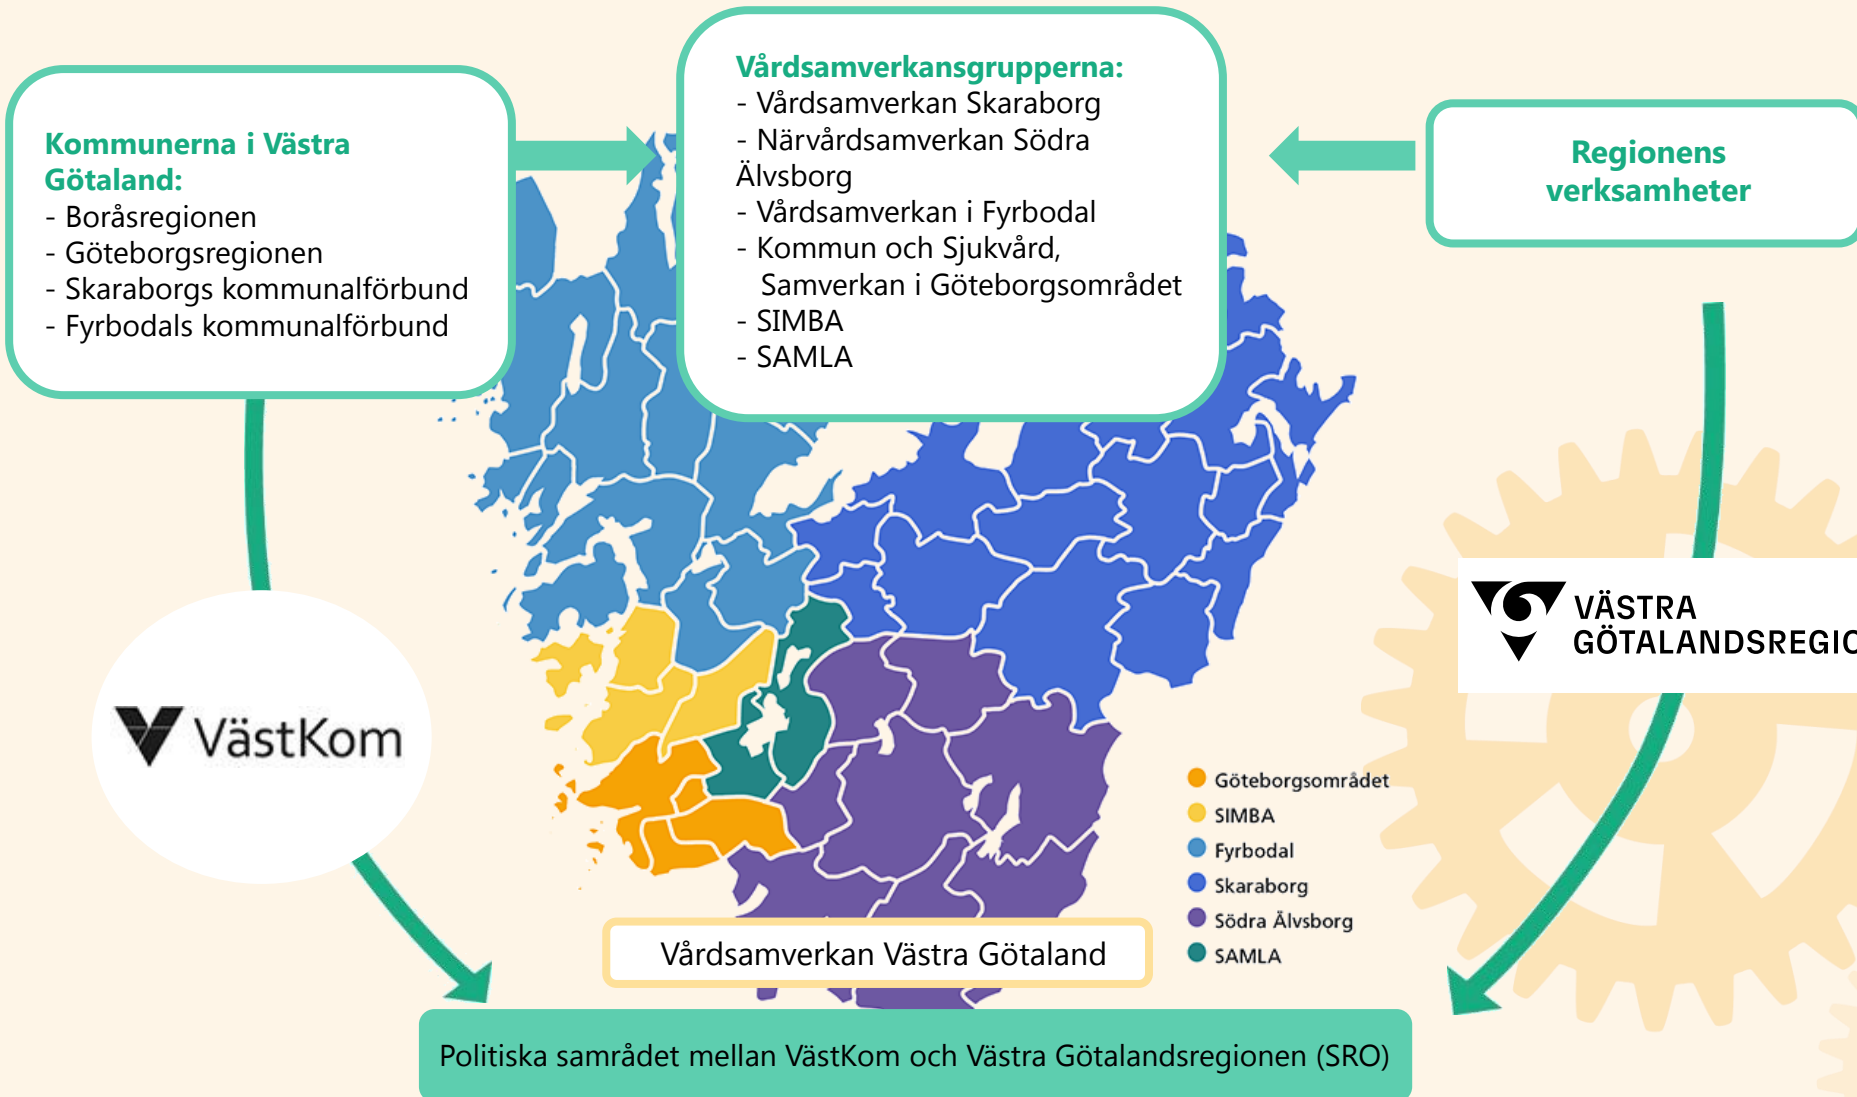 Kommunerna i Västra
Götaland:
- Boråsregionen
- Göteborgsregionen
- Skaraborgs kommunalförbund
- Fyrbodals kommunalförbund
Vårdsamverkansgrupperna:
- Vårdsamverkan Skaraborg
- Närvårdsamverkan Södra
Älvsborg
- Vårdsamverkan i Fyrbodal
- Kommun och Sjukvård,
Samverkan i Göteborgsområdet
- SIMBA
- SAMLA
Regionens
verksamheter
VästKom
VÄSTRA
GÖTALANDSREGIO
Göteborgsområdet
SIMBA
Fyrbodal
Skaraborg
Södra Älvsborg
SAMLA
Vårdsamverkan Västra Götaland
Politiska samrådet mellan VästKom och Västra Götalandsregionen (SRO)